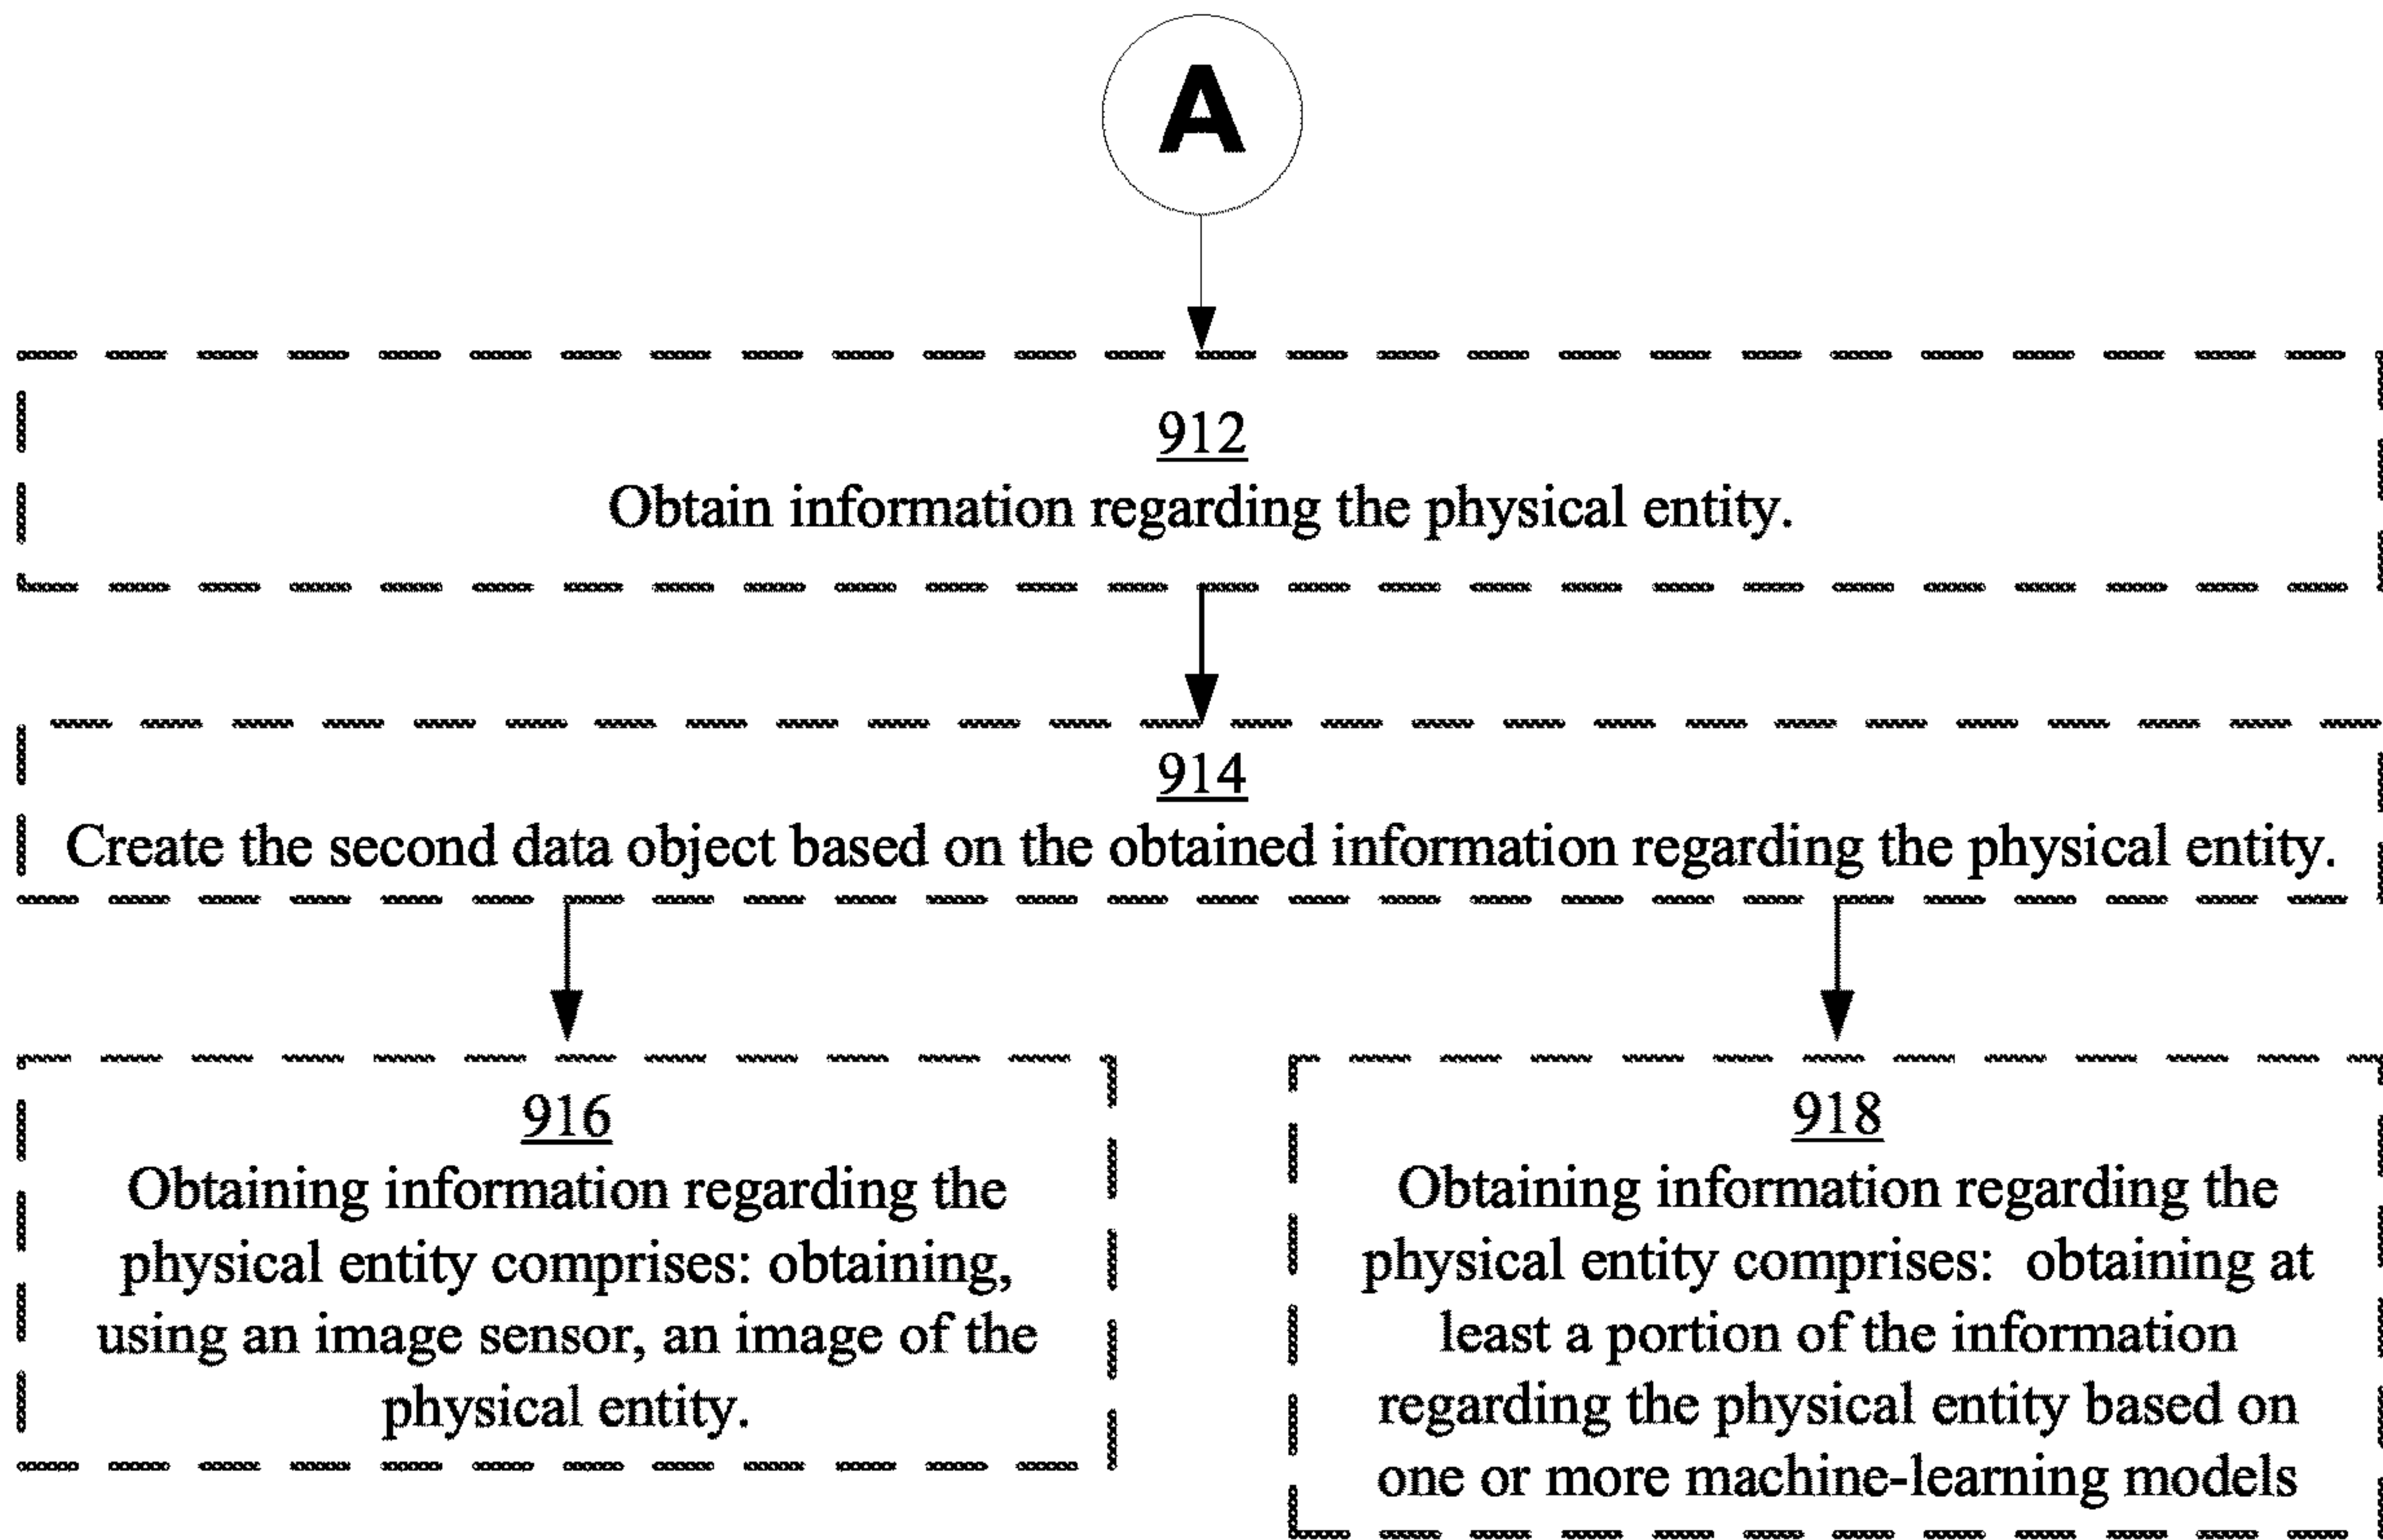 A
912
Obtain information regarding the physical entity.
914
Create the second data object based on the obtained information regarding the physical entity.
916
Obtaining information regarding the
physical entity comprises: obtaining,
using an image sensor, an image of the
physical entity.
918
Obtaining information regarding the
physical entity comprises:  obtaining at
least a portion of the information
regarding the physical entity based on
one or more machine-learning models